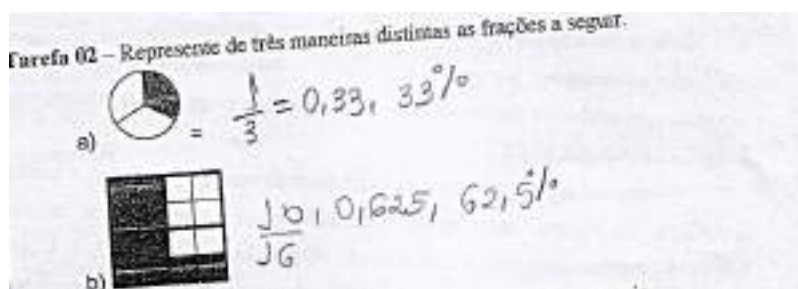 Tarefa 02 – Represente de três maneiras distintas as frações a seguir.
a) = 1/3 = 0,33, 33%
b) 10/16, 0,625, 62,5%